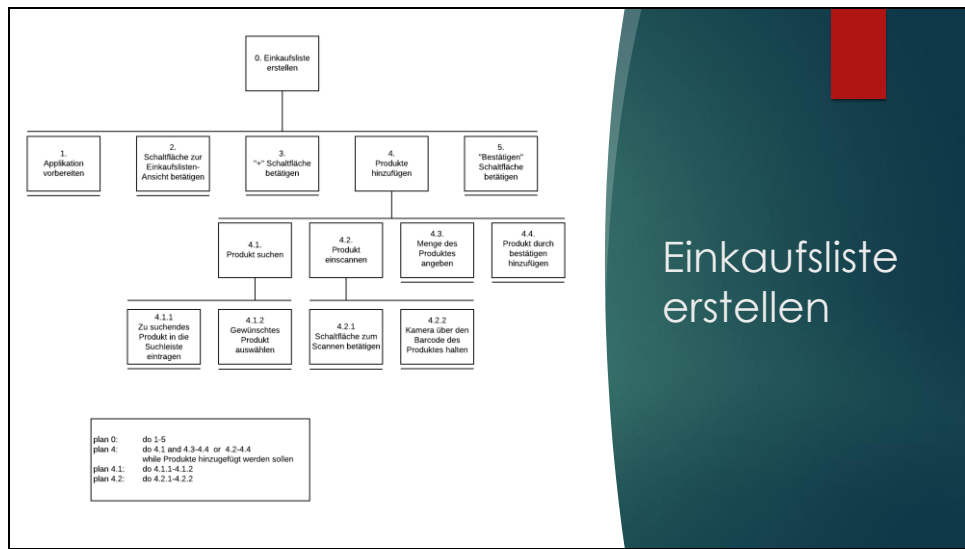 0. Einkaufsliste
erstellen
1.
Applikation
vorbereiten
2.
Schaltfläche zur
Einkaufslisten-
Ansicht betätigen
3.
"+" Schaltfläche
betätigen
4.
Produkte
hinzufügen
5.
"Bestätigen"
Schaltfläche
betätigen
4.1.
Produkt suchen
4.2.
Produkt
einscannen
4.3.
Menge des
Produktes
angeben
4.4.
Produkt durch
bestätigen
hinzufügen
4.1.1
Zu suchendes
Produkt in die
Suchleiste
eintragen
4.1.2
Gewünschtes
Produkt
auswählen
4.2.1
Schaltfläche zum
Scannen betätigen
4.2.2
Kamera über den
Barcode des
Produktes halten
plan 0: do 1-5
plan 4: do 4.1 and 4.3-4.4 or 4.2-4.4
while Produkte hinzugefügt werden sollen
plan 4.1: do 4.1.1-4.1.2
plan 4.2: do 4.2.1-4.2.2
Einkaufsliste
erstellen